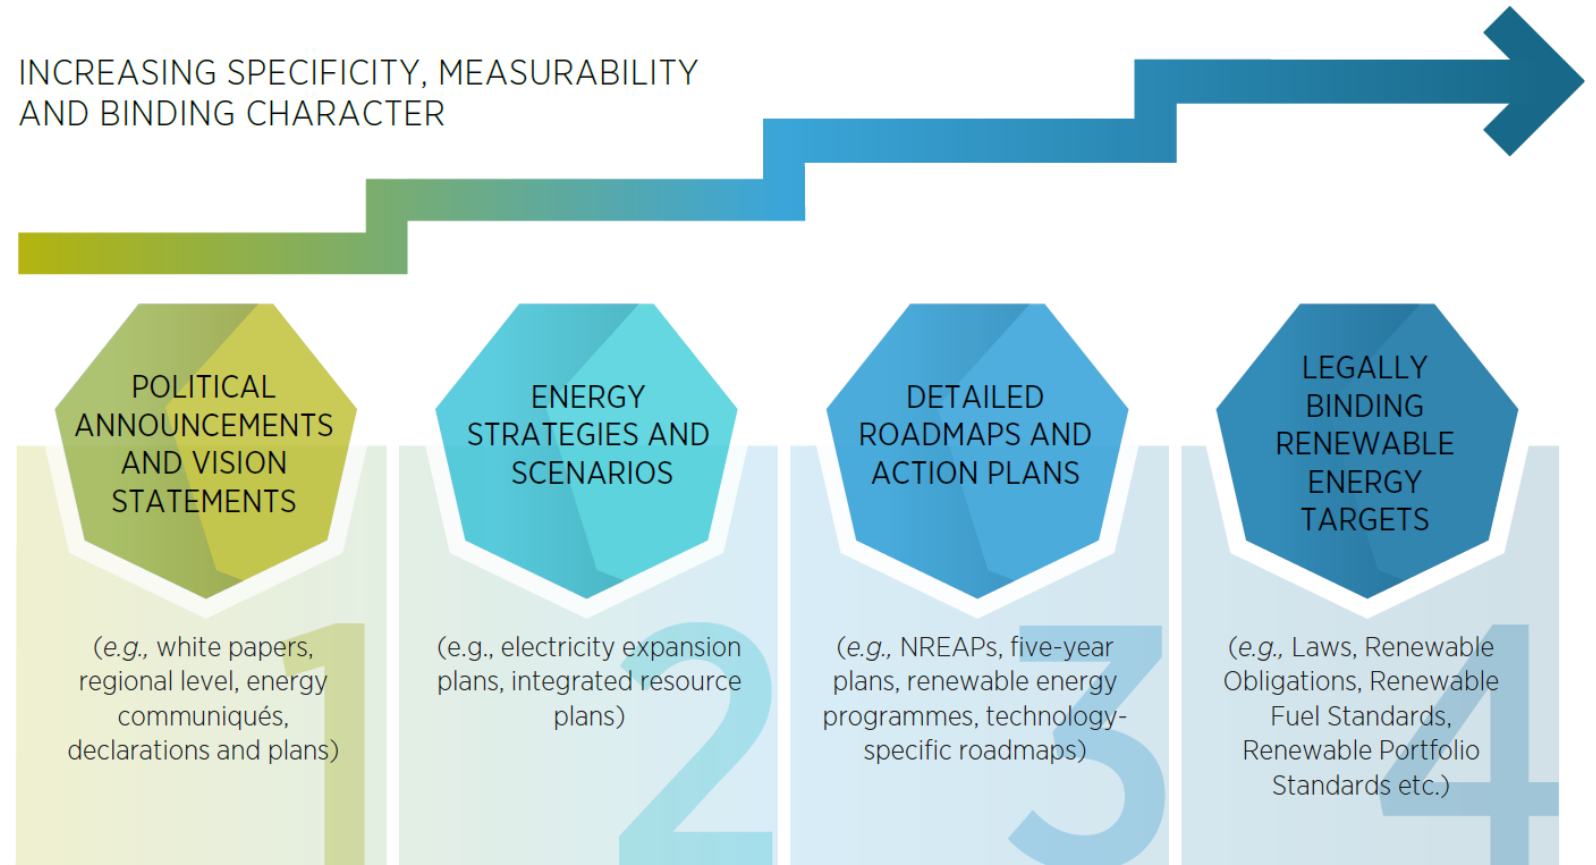 INCREASING SPECIFICITY, MEASURABILITY
AND BINDING CHARACTER
POLITICAL
ANNOUNCEMENTS
AND VISION
STATEMENTS
(e.g., white papers,
regional level, energy
communiqués,
declarations and plans)
1
ENERGY
STRATEGIES AND
SCENARIOS
(e.g., electricity expansion
plans, integrated resource
plans)
2
DETAILED
ROADMAPS AND
ACTION PLANS
(e.g., NREAPs, five-year
plans, renewable energy
programmes, technology-
specific roadmaps)
3
LEGALLY
BINDING
RENEWABLE
ENERGY
TARGETS
(e.g., Laws, Renewable
Obligations, Renewable
Fuel Standards,
Renewable Portfolio
Standards etc.)
4